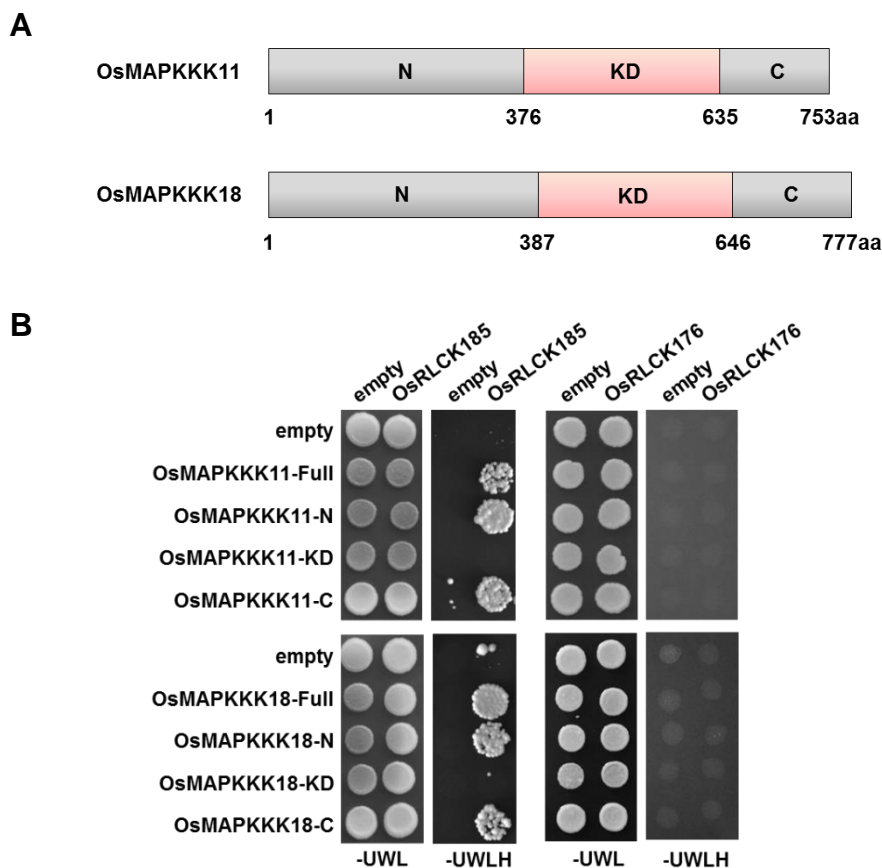 A
OsMAPKKK11
N KD C
1 376 635 753aa
OsMAPKKK18
N KD C
1 387 646 777aa
B
empty OsRLCK185 empty OsRLCK185 empty OsRLCK176 empty OsRLCK176
empty
OsMAPKKK11-Full
OsMAPKKK11-N
OsMAPKKK11-KD
OsMAPKKK11-C
empty
OsMAPKKK18-Full
OsMAPKKK18-N
OsMAPKKK18-KD
OsMAPKKK18-C
-UWL -UWLH -UWL -UWLH